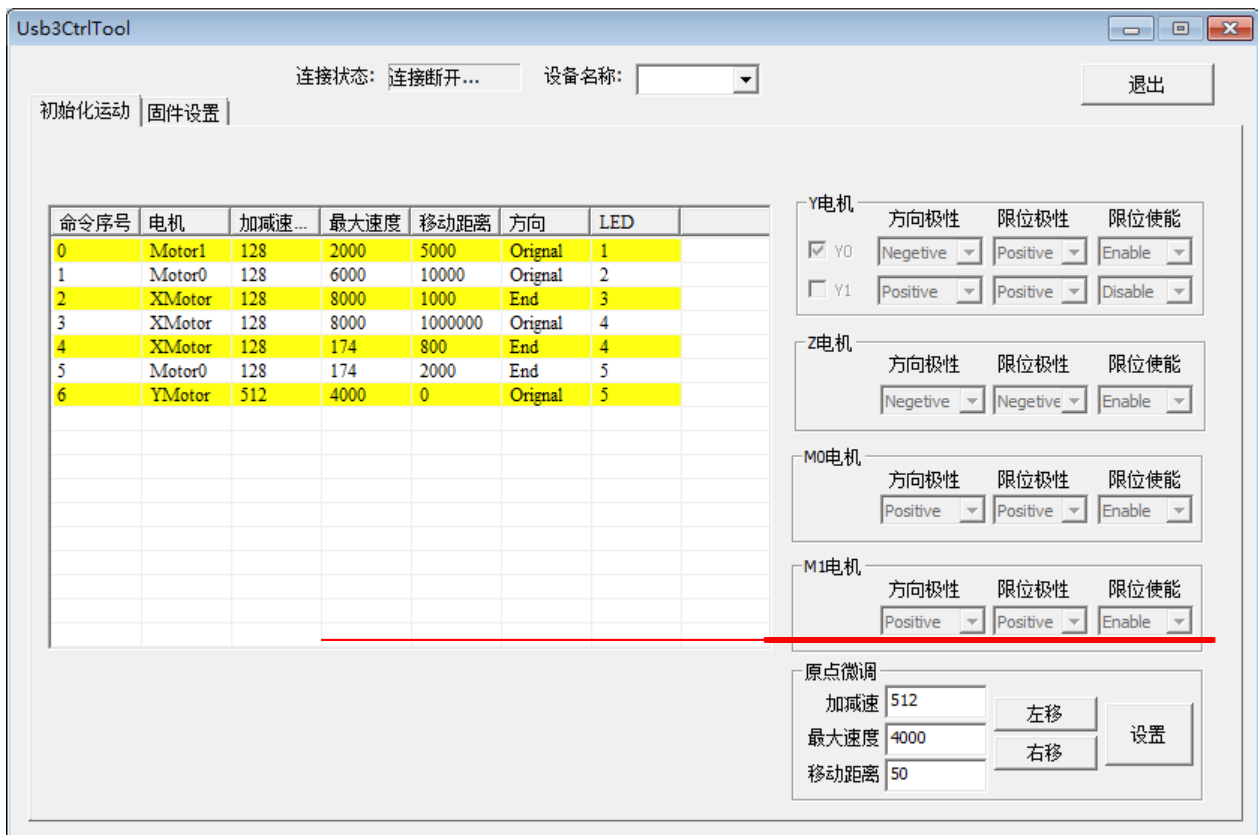 Usb3CtrlTool
连接状态: 连接断开... 设备名称:
退出
初始化运动 固件设置
命令序号 电机 加减速... 最大速度 移动距离 方向 LED
0 Motor1 128 2000 5000 Orignal 1
1 Motor0 128 6000 10000 Orignal 2
2 XMotor 128 8000 1000 End 3
3 XMotor 128 8000 1000000 Orignal 4
4 XMotor 128 174 800 End 4
5 Motor0 128 174 2000 End 5
6 YMotor 512 4000 0 Orignal 5
Y电机
方向极性 限位极性 限位使能
Y0 Negetive Positive Enable
Y1 Positive Positive Disable
Z电机
方向极性 限位极性 限位使能
Negetive Negetive Enable
M0电机
方向极性 限位极性 限位使能
Positive Positive Enable
M1电机
方向极性 限位极性 限位使能
Positive Positive Enable
原点微调
加减速 512
最大速度 4000
移动距离 50
左移
右移
设置